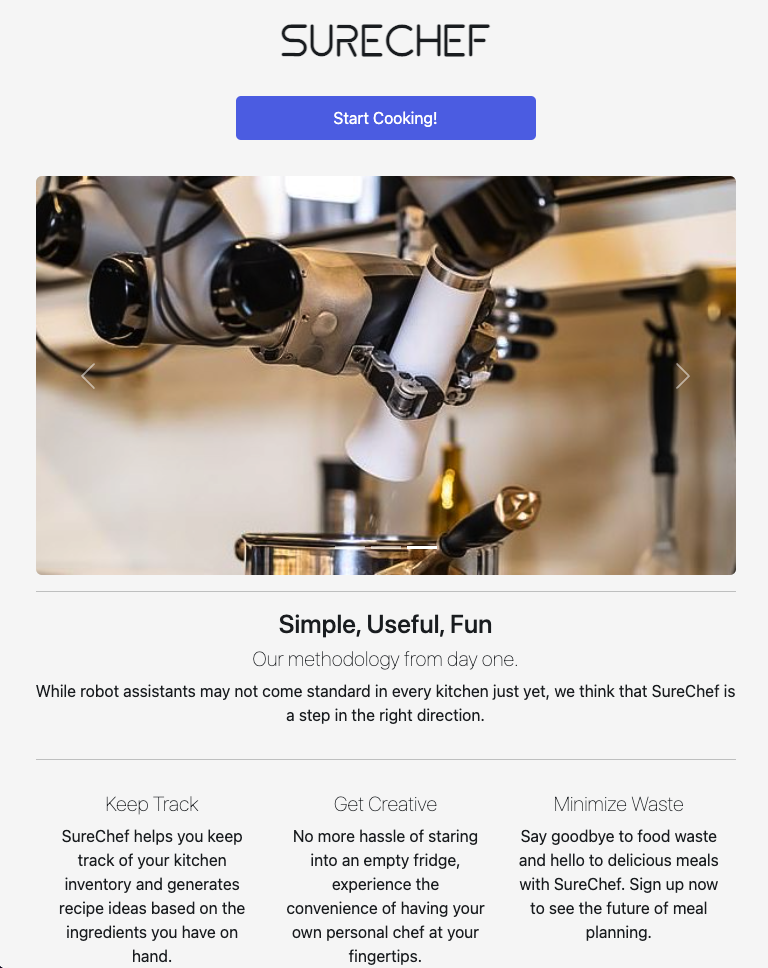 SURECHEF
Start Cooking!
Simple, Useful, Fun
Our methodology from day one.
While robot assistants may not come standard in every kitchen just yet, we think that SureChef is
a step in the right direction.
Keep Track
SureChef helps you keep
track of your kitchen
inventory and generates
recipe ideas based on the
ingredients you have on
hand.
Get Creative
No more hassle of staring
into an empty fridge,
experience the
convenience of having your
own personal chef at your
fingertips.
Minimize Waste
Say goodbye to food waste
and hello to delicious meals
with SureChef. Sign up now
to see the future of meal
planning.